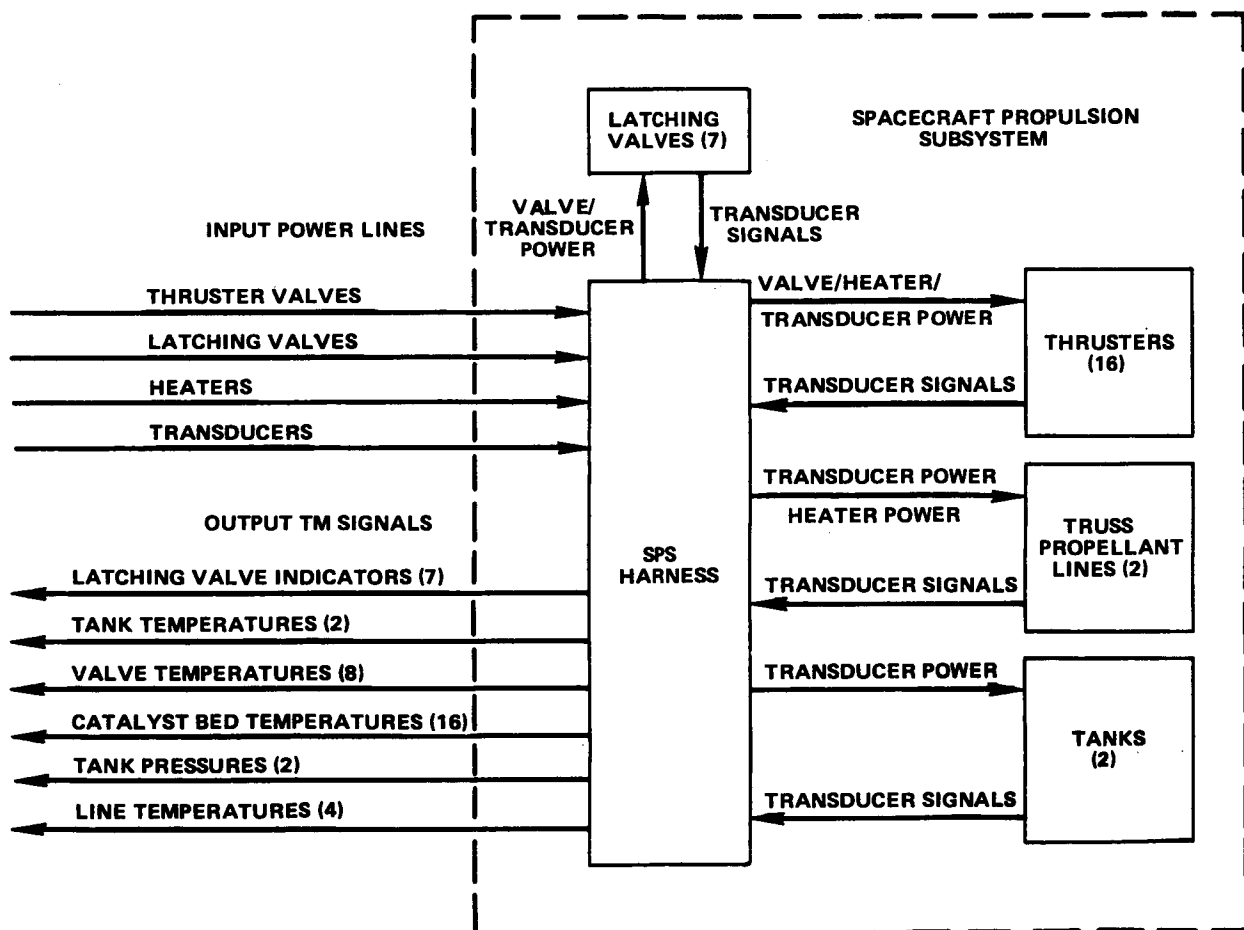 LATCHING
VALVES (7)
SPACECRAFT PROPULSION
SUBSYSTEM
VALVE/
TRANSDUCER
POWER
TRANSDUCER
SIGNALS
INPUT POWER LINES
THRUSTER VALVES
LATCHING VALVES
HEATERS
TRANSDUCERS
OUTPUT TM SIGNALS
LATCHING VALVE INDICATORS (7)
TANK TEMPERATURES (2)
VALVE TEMPERATURES (8)
CATALYST BED TEMPERATURES (16)
TANK PRESSURES (2)
LINE TEMPERATURES (4)
SPS
HARNESS
VALVE/HEATER/
TRANSDUCER POWER
TRANSDUCER SIGNALS
THRUSTERS
(16)
TRANSDUCER POWER
HEATER POWER
TRANSDUCER SIGNALS
TRUSS
PROPELLANT
LINES (2)
TRANSDUCER POWER
TRANSDUCER SIGNALS
TANKS
(2)